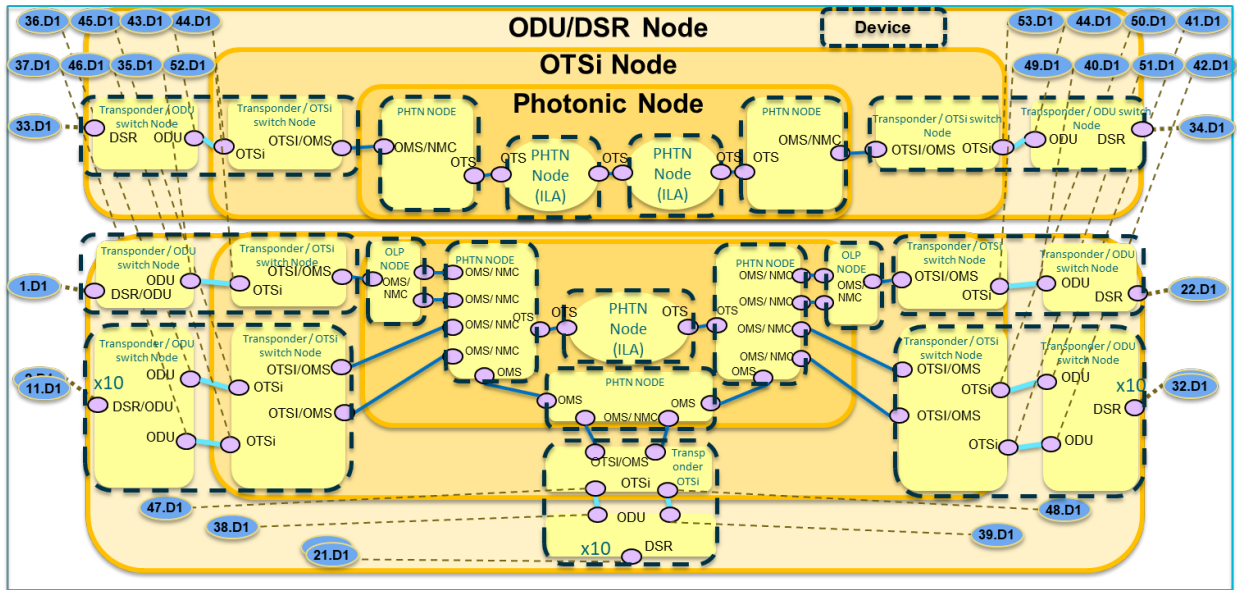 36.D1
45.D1
43.D1
44.D1
ODU/DSR Node
Device
53.D1
44.D1
50.D1
41.D1
37.D1
46.D1
35.D1
52.D1
OTSi Node
49.D1
40.D1
51.D1
42.D1
Transponder / ODU
switch Node
Transponder / OTSi
switch Node
PHTN NODE
Photonic Node
PHTN NODE
Transponder / OTSi switch
Node
Transponder / ODU switch
Node
33.D1
DSR
ODU
OTSi
OTSI/OMS
OMS/NMC
OTS
OTS
PHTN
Node
(ILA)
OTS
OTS
PHTN
Node
(ILA)
OTS
OTS
OMS/NMC
OTSI/OMS
OTSi
ODU
DSR
34.D1
Transponder / ODU
switch Node
Transponder / OTSi
switch Node
OLP
NODE
PHTN NODE
PHTN NODE
OLP
NODE
Transponder / OTSi
switch Node
Transponder / ODU
switch Node
1.D1
ODU
DSR/ODU
OTSi
OTSI/OMS
OMS/
NMC
OMS/ NMC
OMS/ NMC
OMS/ NMC
OMS/ NMC
OTS
OTS
PHTN
Node
(ILA)
OTS
OTS
OMS/ NMC
OMS/ NMC
OMS/ NMC
OMS/ NMC
OMS/
NMC
OTSI/OMS
OTSi
ODU
DSR
22.D1
Transponder / ODU
switch Node
Transponder / OTSi
switch Node
Transponder / OTSi
switch Node
Transponder / ODU
switch Node
11.D1
x10
ODU
DSR/ODU
ODU
OTSi
OTSi
OTSI/OMS
OTSI/OMS
OMS
OMS
PHTN NODE
OMS
OMS/ NMC
OMS
OTSI/OMS
OTSI/OMS
OTSi
OTSi
ODU
x10
DSR
ODU
32.D1
OTSI/OMS
Transp
onder
OTSi
OTSi
47.D1
48.D1
38.D1
ODU
39.D1
21.D1
x10
DSR